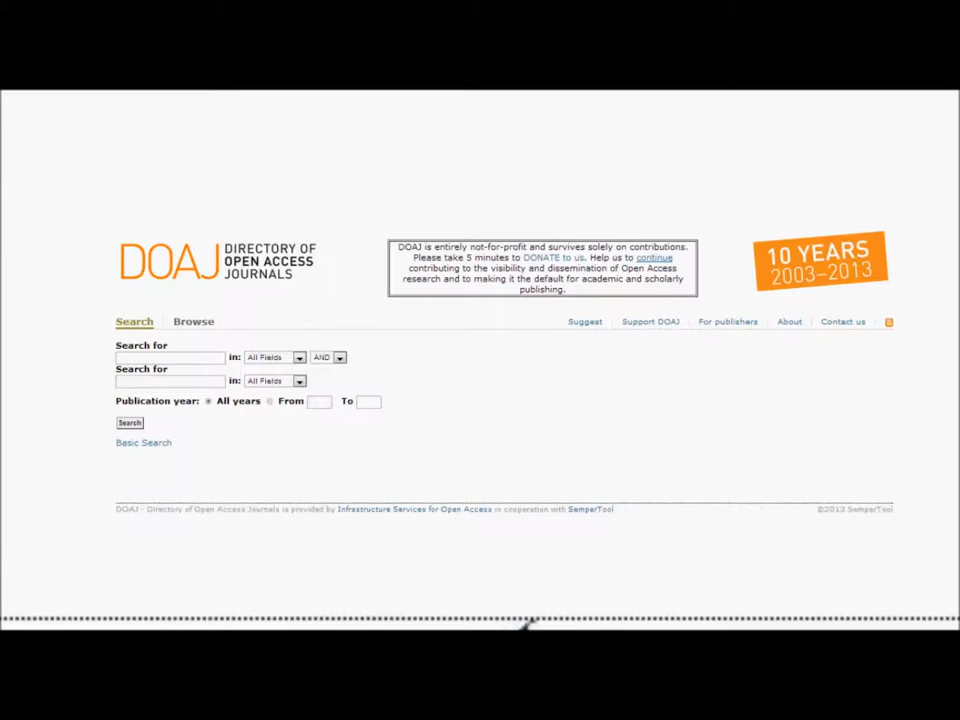 DOAJ DIRECTORY OF
OPEN ACCESS
JOURNALS
DOAJ is entirely not-for-profit and survives solely on contributions.
Please take 5 minutes to DONATE to us. Help us to continue
contributing to the visibility and dissemination of Open Access
research and to making it the default for academic and scholarly
publishing.
10 YEARS
2003–2013
Search Browse
Suggest Support DOAJ For publishers About Contact us
Search for
in: All Fields AND
Search for
in: All Fields
Publication year: All years From To
Search
Basic Search
DOAJ - Directory of Open Access Journals is provided by Infrastructure Services for Open Access in cooperation with SemperTool
©2013 SemperTool